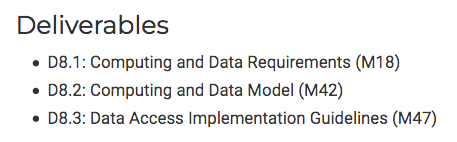 Deliverables
• D8.1: Computing and Data Requirements (M18)
• D8.2: Computing and Data Model (M42)
• D8.3: Data Access Implementation Guidelines (M47)